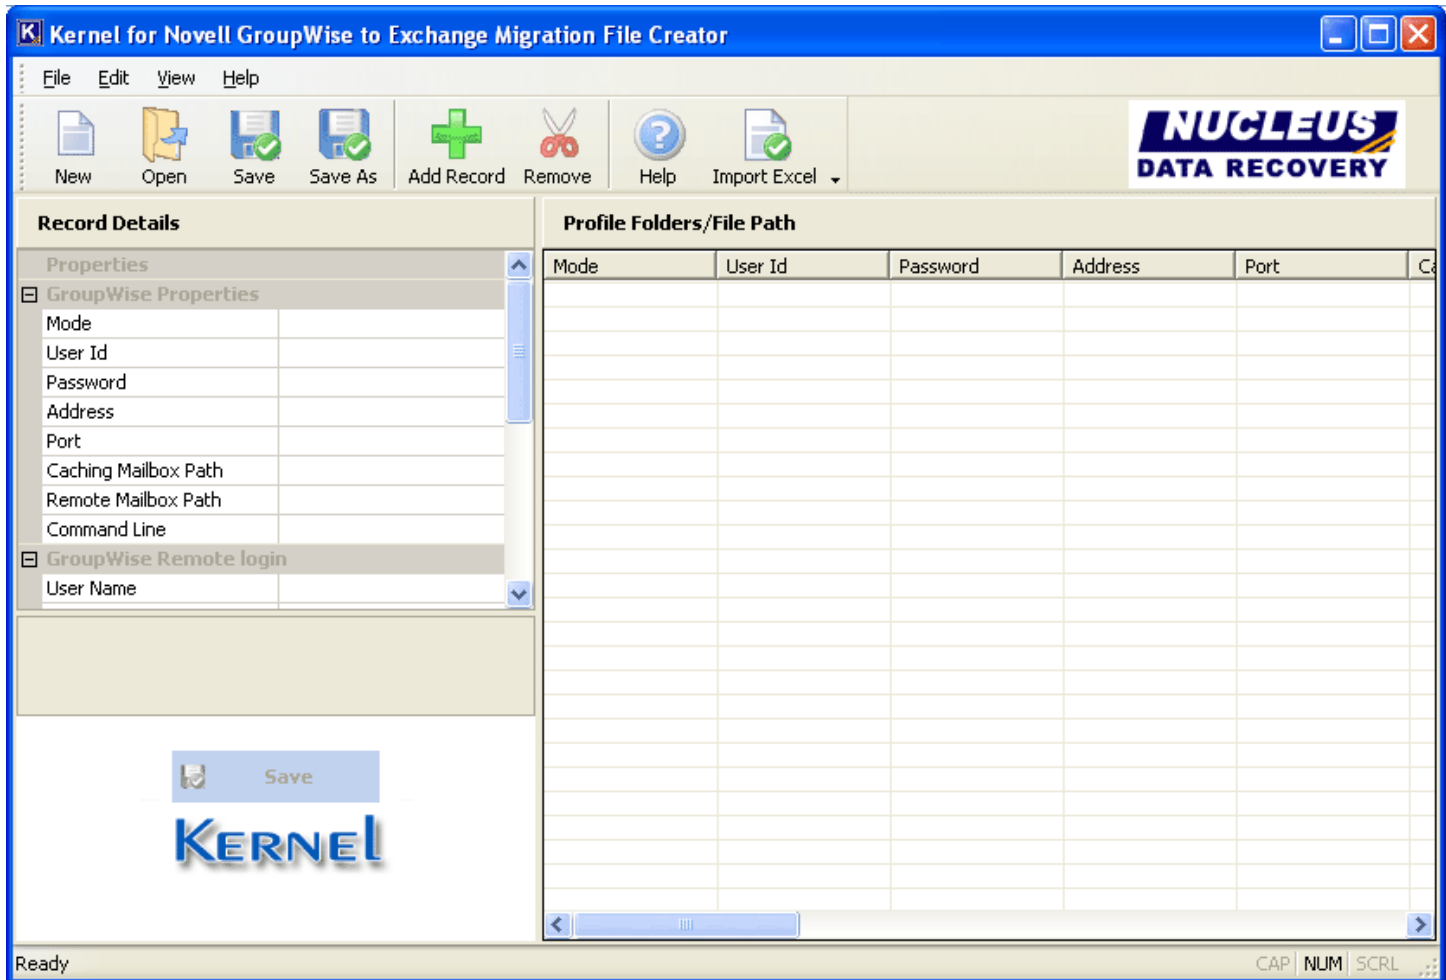 Kernel for Novell GroupWise to Exchange Migration File Creator
File Edit View Help
New Open Save Save As Add Record Remove Help Import Excel
NUCLEUS
DATA RECOVERY
Record Details
Profile Folders/File Path
Properties
Mode User Id Password Address Port Ca
GroupWise Properties
Mode
User Id
Password
Address
Port
Caching Mailbox Path
Remote Mailbox Path
Command Line
GroupWise Remote login
User Name
Save
KERNEL
Ready
CAP NUM SCRL